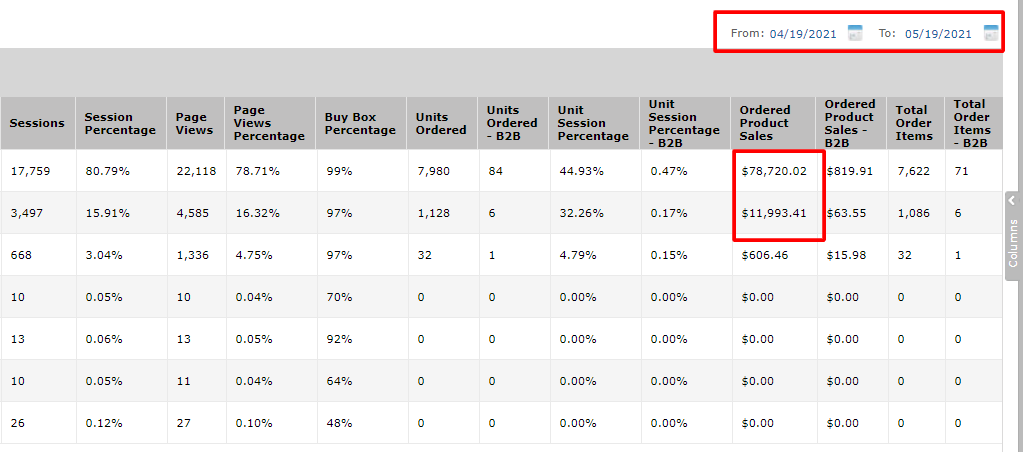 From: 04/19/2021 To: 05/19/2021
Sessions Session Percentage Page Views Page Views Percentage Buy Box Percentage Units Ordered Units Ordered - B2B Unit Session Percentage Unit Session Percentage - B2B Ordered Product Sales Ordered Product Sales - B2B Total Order Items Total Order Items - B2B
17,759 80.79% 22,118 78.71% 99% 7,980 84 44.93% 0.47% $78,720.02 $819.91 7,622 71
3,497 15.91% 4,585 16.32% 97% 1,128 6 32.26% 0.17% $11,993.41 $63.55 1,086 6
668 3.04% 1,336 4.75% 97% 32 1 4.79% 0.15% $606.46 $15.98 32 1
10 0.05% 10 0.04% 70% 0 0 0.00% 0.00% $0.00 $0.00 0 0
13 0.06% 13 0.05% 92% 0 0 0.00% 0.00% $0.00 $0.00 0 0
10 0.05% 11 0.04% 64% 0 0 0.00% 0.00% $0.00 $0.00 0 0
26 0.12% 27 0.10% 48% 0 0 0.00% 0.00% $0.00 $0.00 0 0
Columns